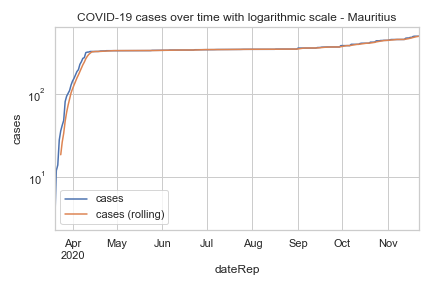 COVID-19 cases over time with logarithmic scale - Mauritius
cases
10²
10¹
cases
cases (rolling)
Apr May Jun Jul Aug Sep Oct Nov
2020
dateRep